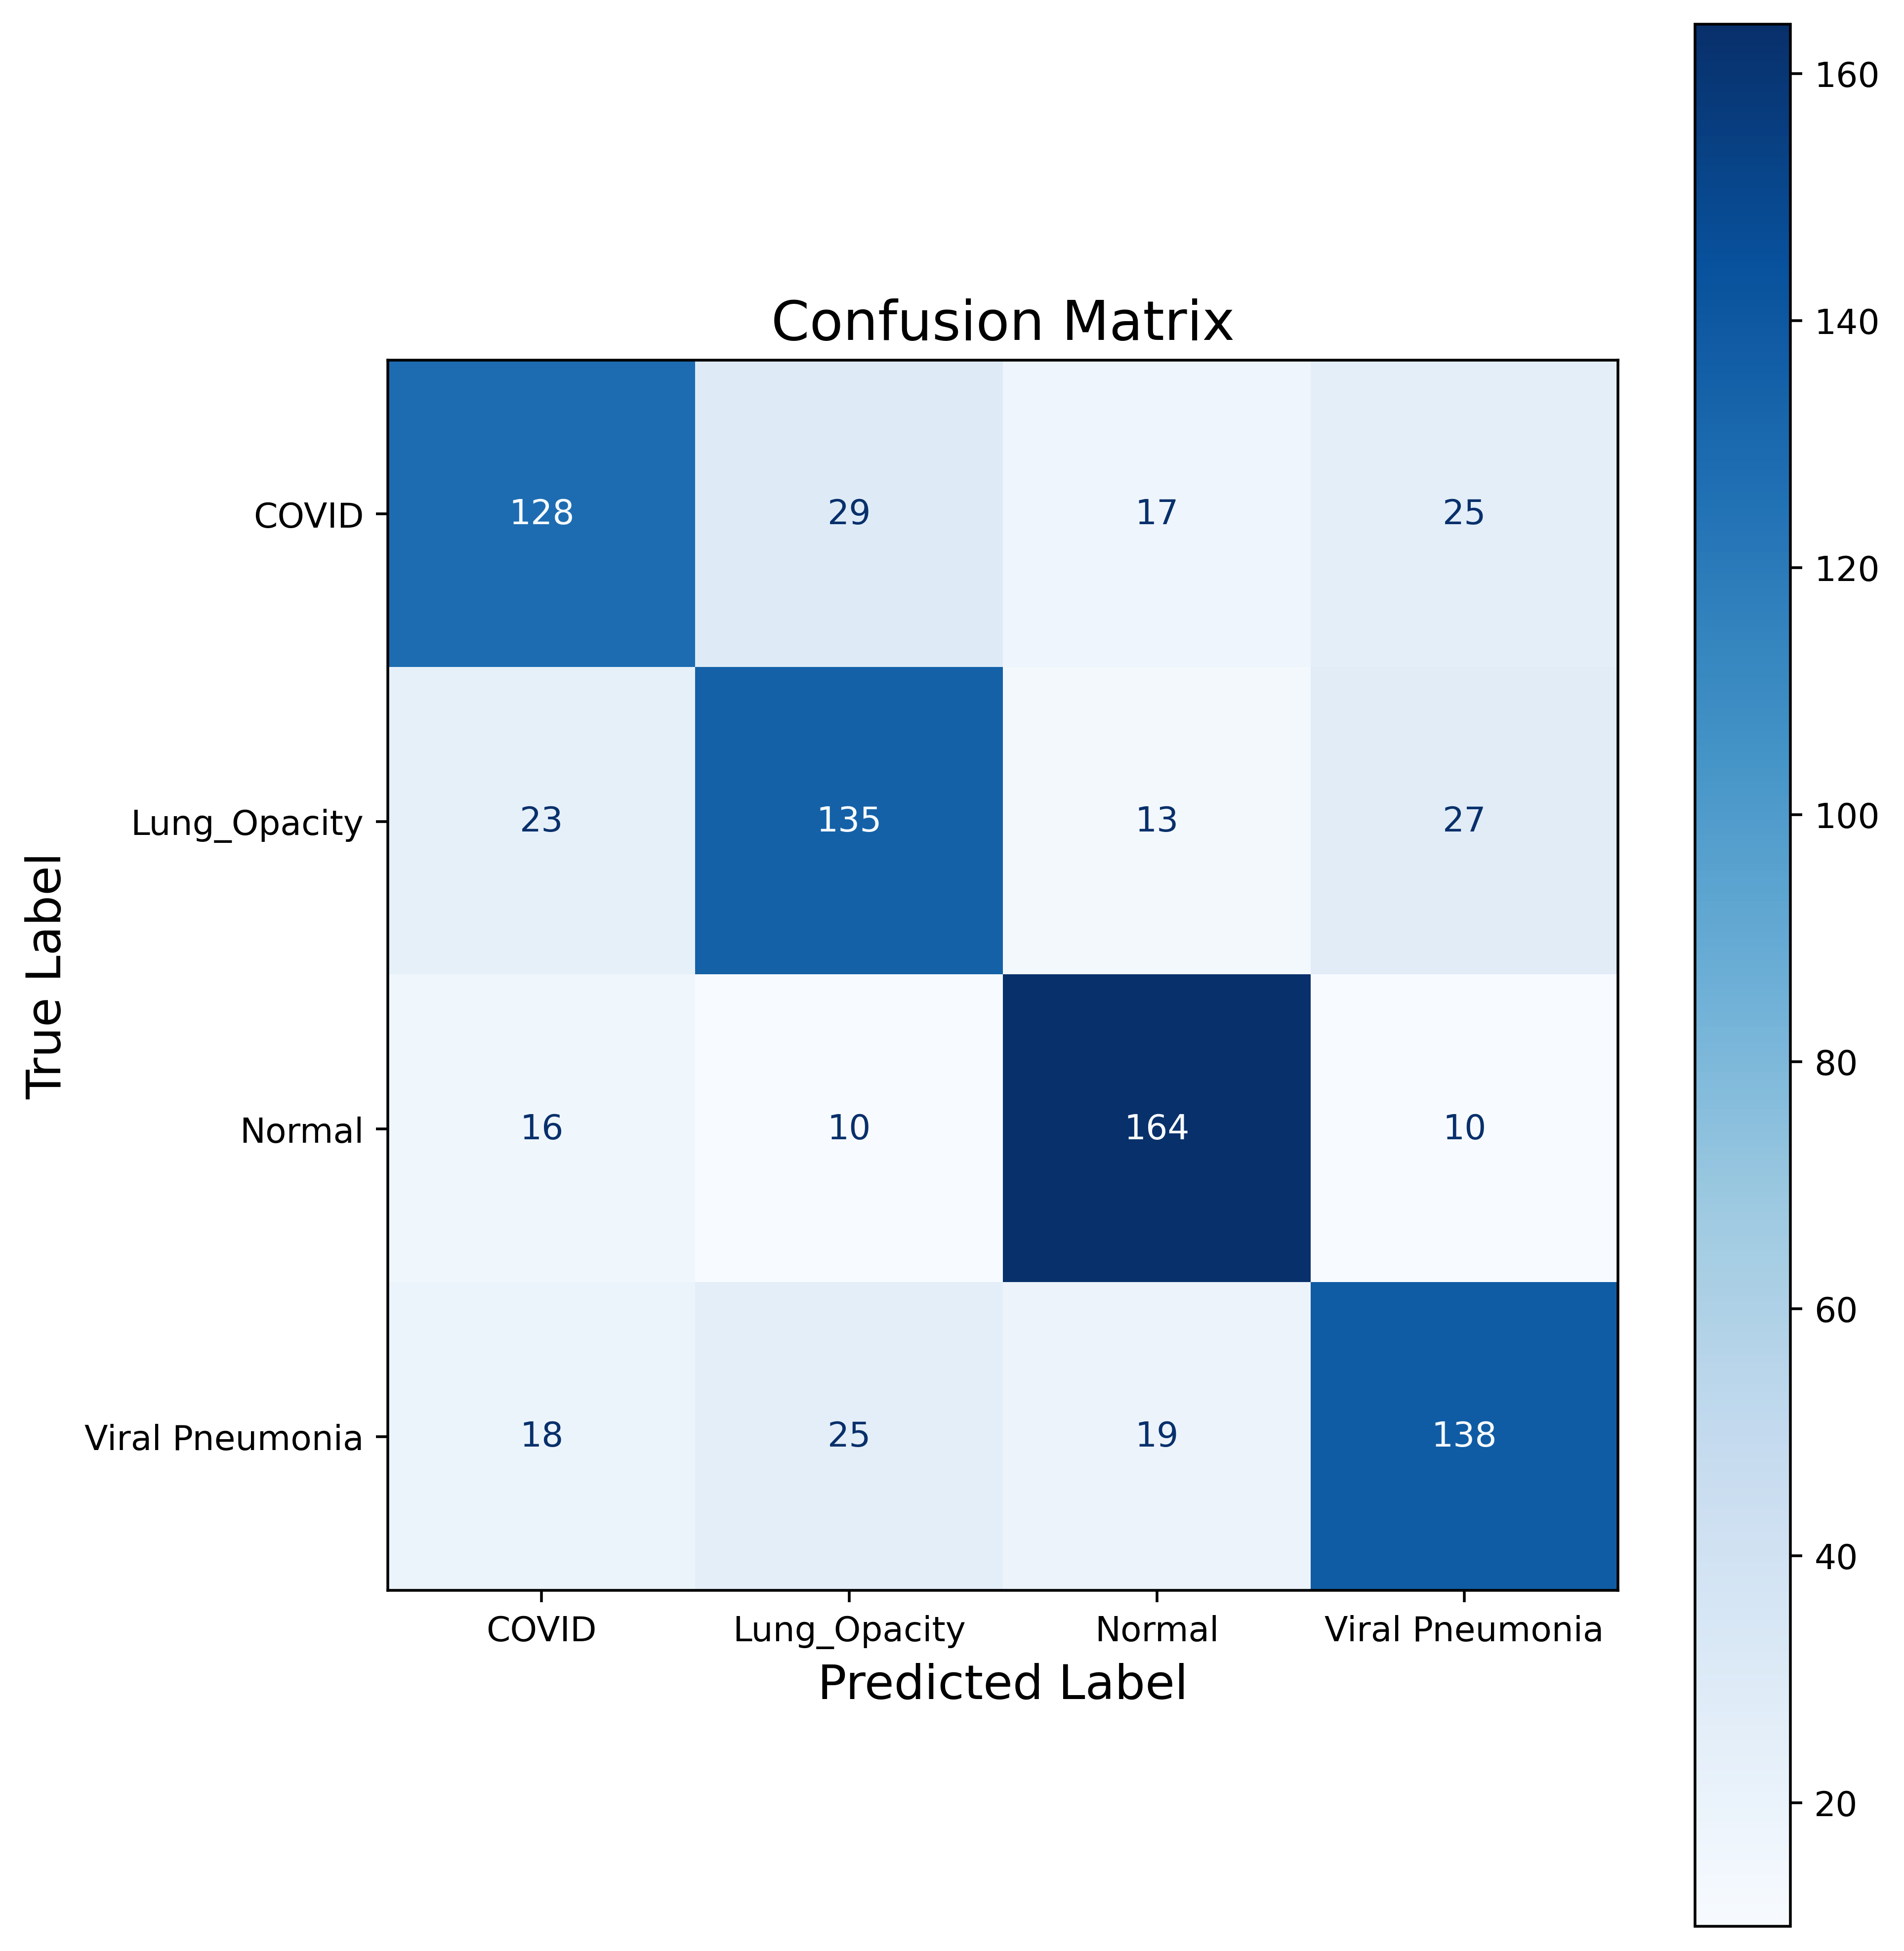 Confusion Matrix
True Label
COVID 128 29 17 25
Lung_Opacity 23 135 13 27
Normal 16 10 164 10
Viral Pneumonia 18 25 19 138
COVID Lung_Opacity Normal Viral Pneumonia
Predicted Label
160
140
120
100
80
60
40
20